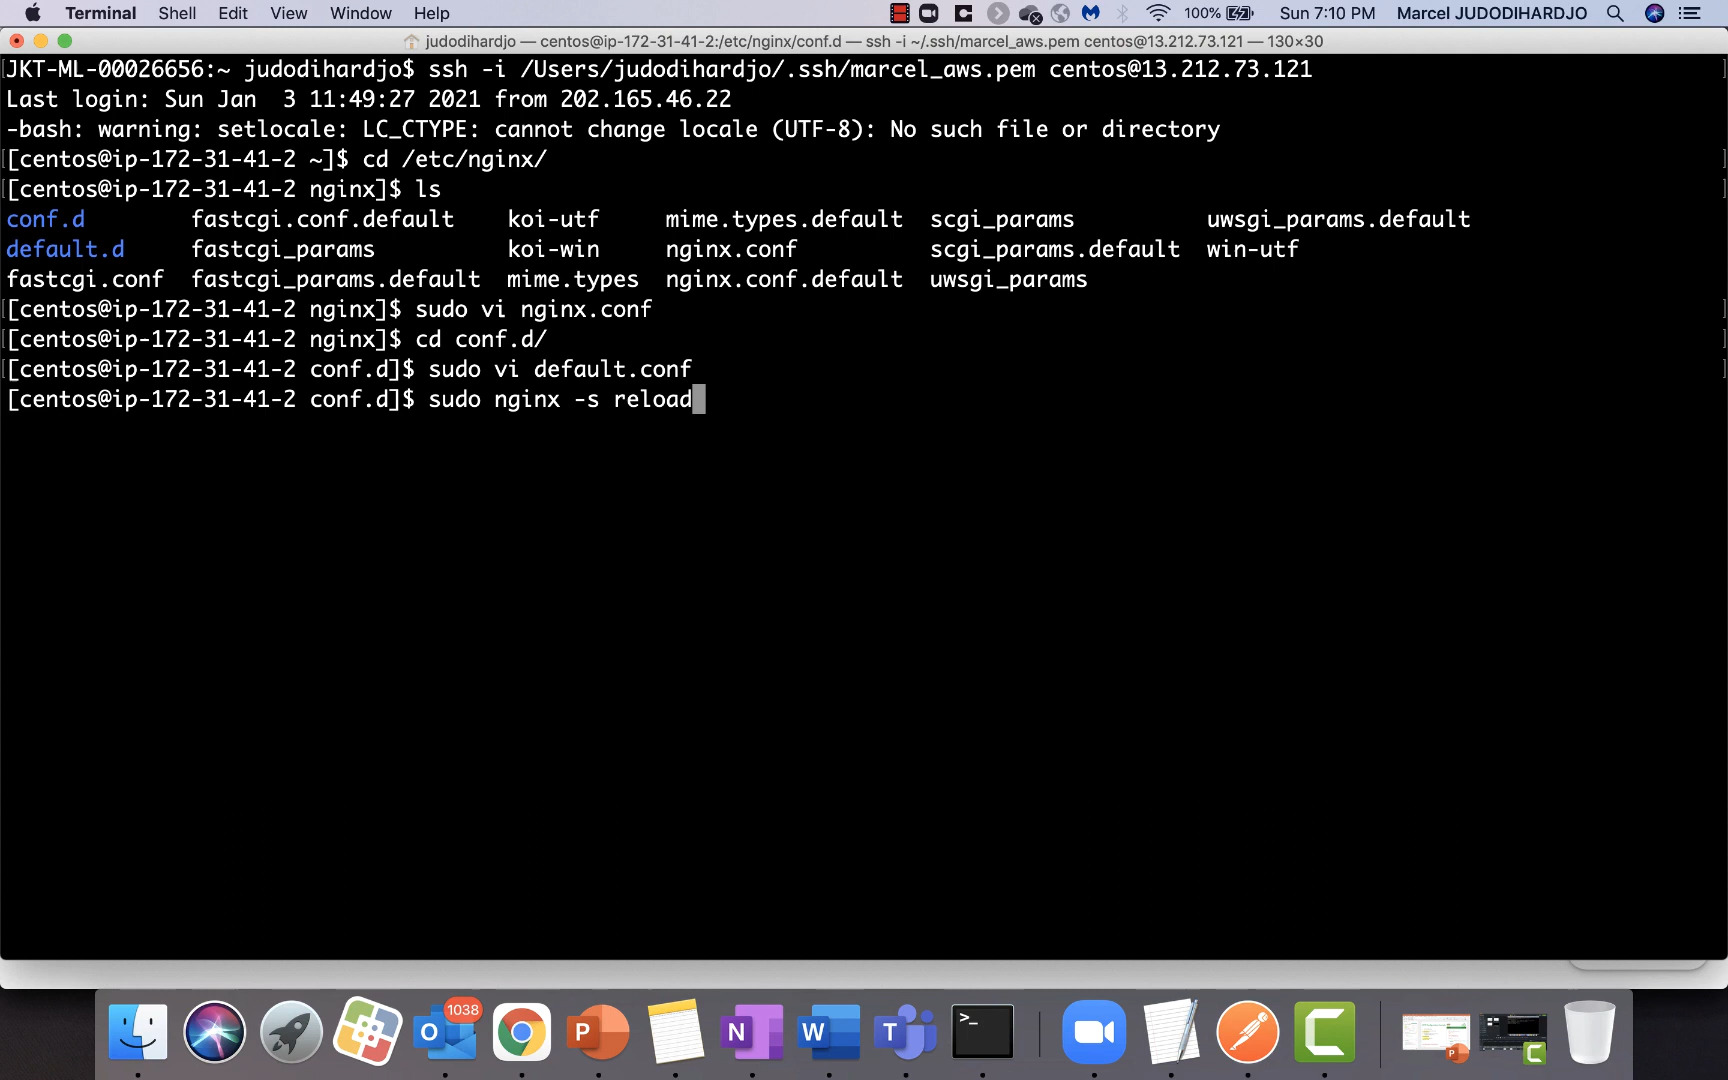 Terminal Shell Edit View Window Help 100% Sun 7:10 PM Marcel JUDODIHARDJO
judodihardjo — centos@ip-172-31-41-2:/etc/nginx/conf.d — ssh -i ~/.ssh/marcel_aws.pem centos@13.212.73.121 — 130×30
[JKT-ML-00026656:~ judodihardjo$ ssh -i /Users/judodihardjo/.ssh/marcel_aws.pem centos@13.212.73.121 ]
Last login: Sun Jan  3 11:49:27 2021 from 202.165.46.22
-bash: warning: setlocale: LC_CTYPE: cannot change locale (UTF-8): No such file or directory
[[centos@ip-172-31-41-2 ~]$ cd /etc/nginx/ ]
[[centos@ip-172-31-41-2 nginx]$ ls ]
conf.d fastcgi.conf.default koi-utf mime.types.default scgi_params uwsgi_params.default
default.d fastcgi_params koi-win nginx.conf scgi_params.default win-utf
fastcgi.conf fastcgi_params.default mime.types nginx.conf.default uwsgi_params
[[centos@ip-172-31-41-2 nginx]$ sudo vi nginx.conf ]
[[centos@ip-172-31-41-2 nginx]$ cd conf.d/ ]
[[centos@ip-172-31-41-2 conf.d]$ sudo vi default.conf ]
[centos@ip-172-31-41-2 conf.d]$ sudo nginx -s reload
1038
O P N W T >_ C
P C